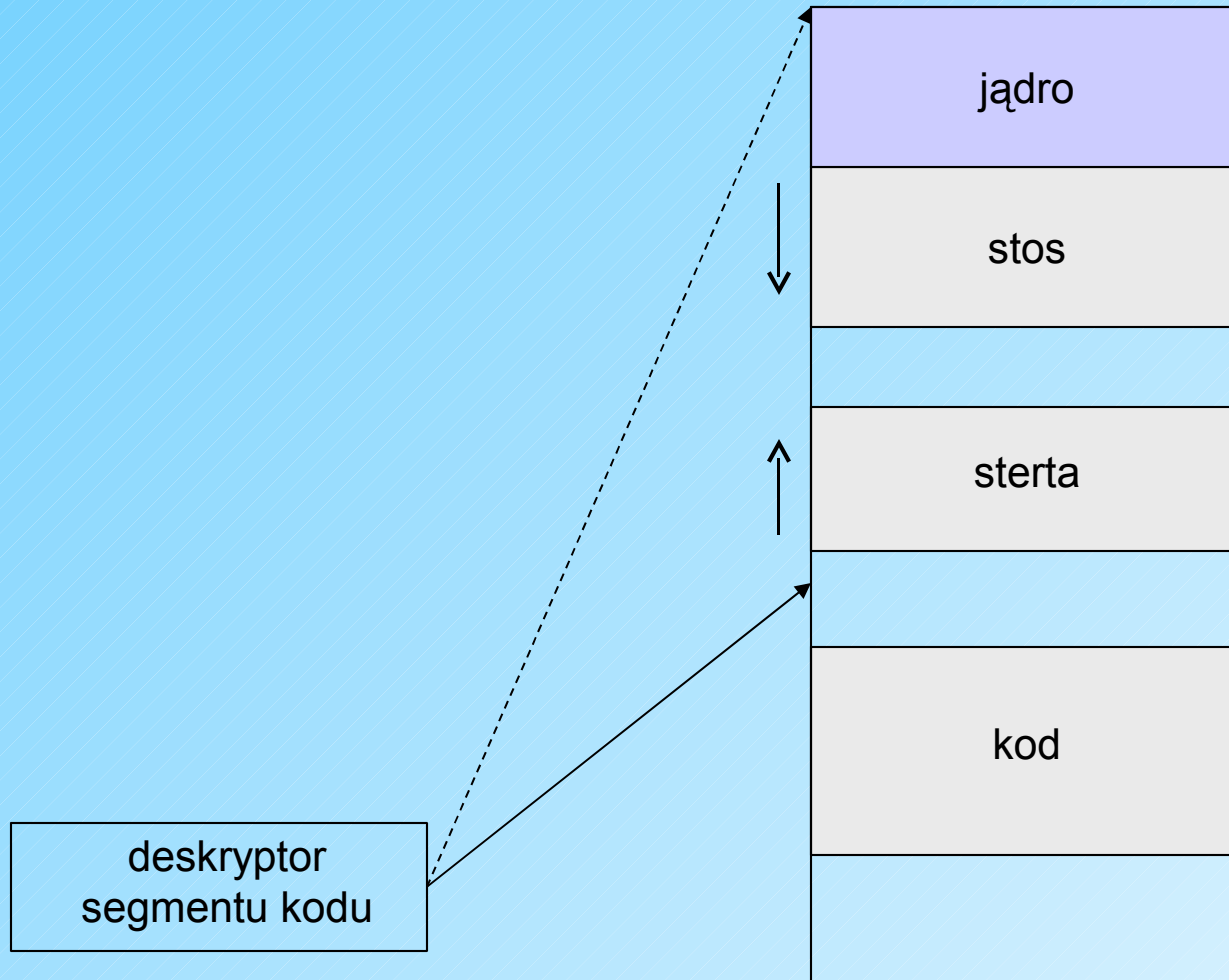 jądro
stos
sterta
kod
deskryptor
segmentu kodu